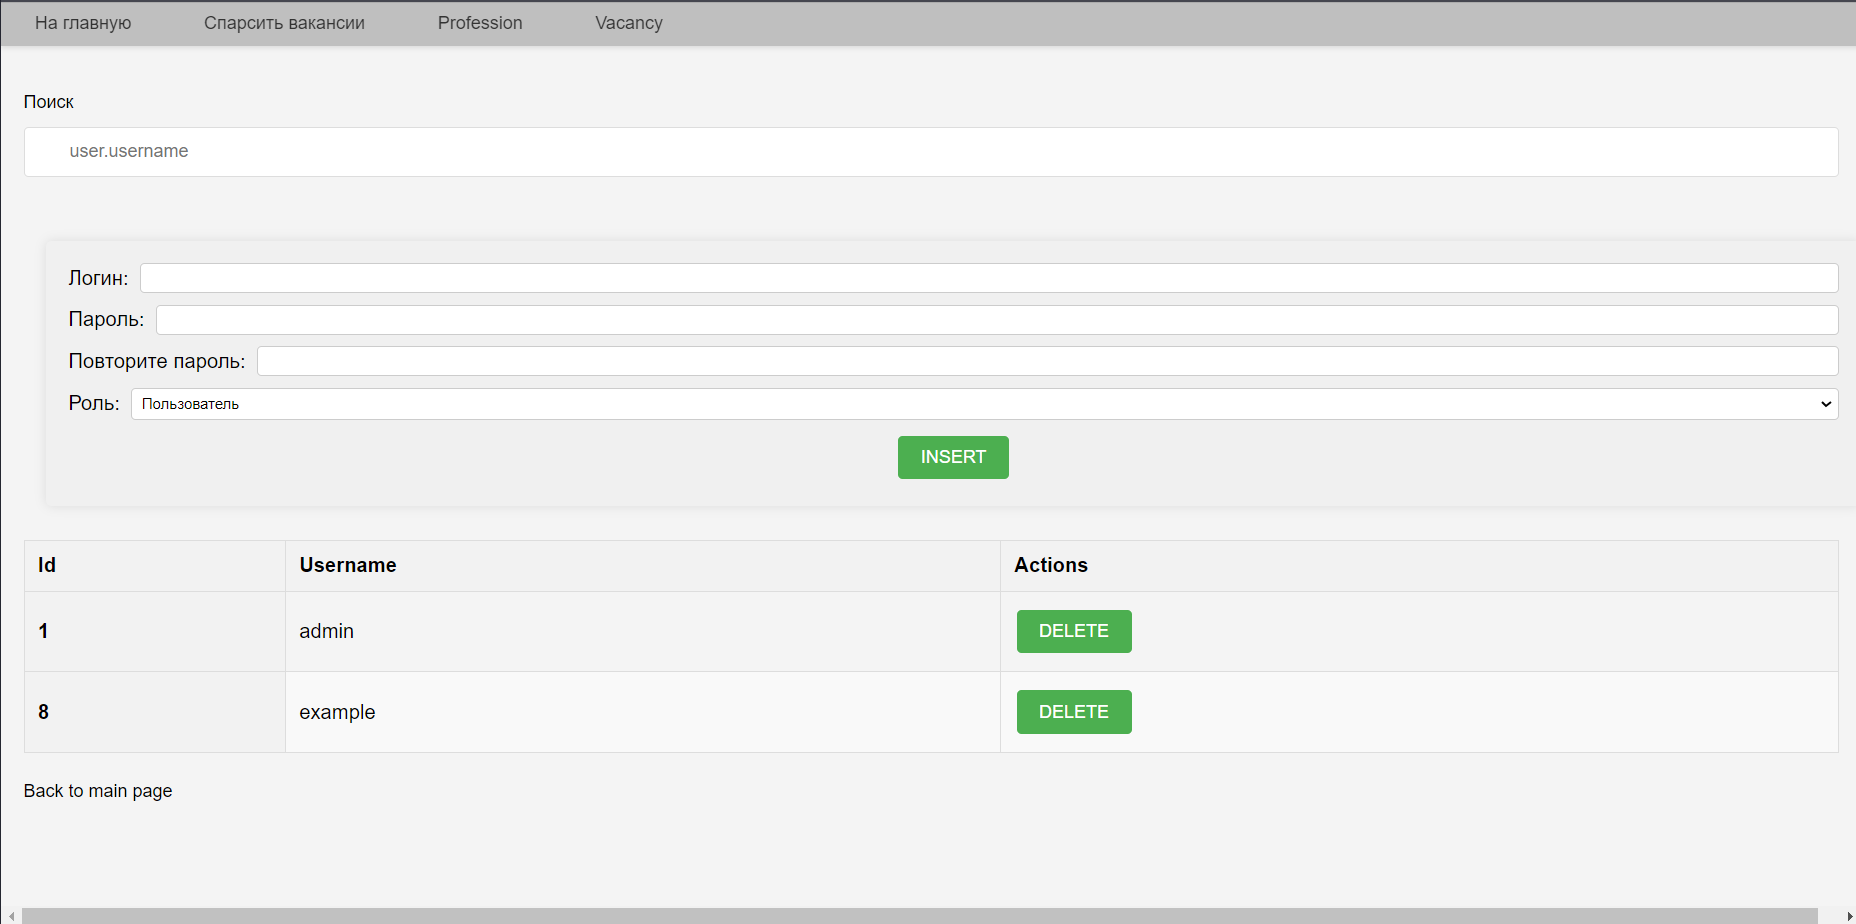 На главную Спарсить вакансии Profession Vacancy
Поиск
user.username
Логин:
Пароль:
Повторите пароль:
Роль: Пользователь
INSERT
Id Username Actions
1 admin DELETE
8 example DELETE
Back to main page